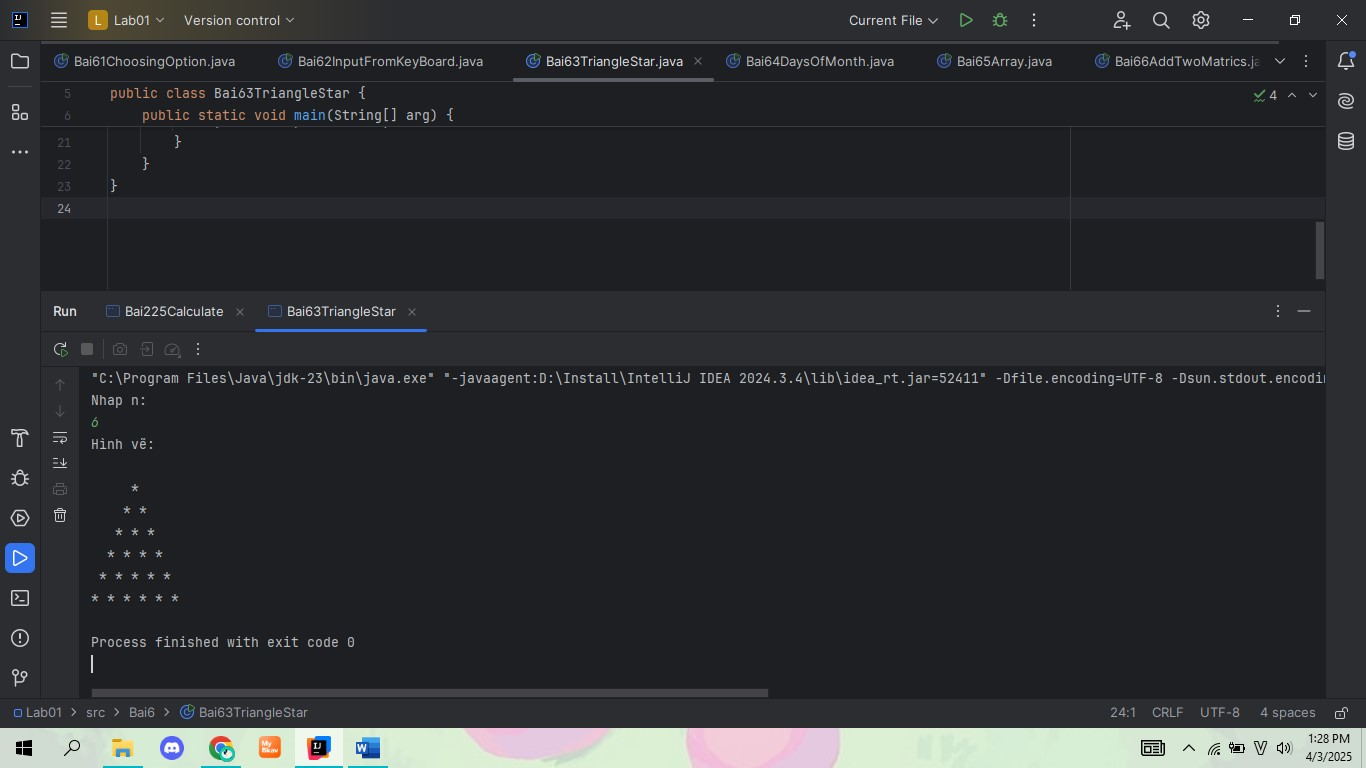 L Lab01 Version control Current File
Bai61ChoosingOption.java Bai62InputFromKeyBoard.java Bai63TriangleStar.java Bai64DaysOfMonth.java Bai65Array.java Bai66AddTwoMatrics.ja
5 public class Bai63TriangleStar { 4
6 public static void main(String[] arg) {
21 }
22 }
23 }
24
Run Bai225Calculate Bai63TriangleStar
"C:\Program Files\Java\jdk-23\bin\java.exe" "-javaagent:D:\Install\IntelliJ IDEA 2024.3.4\lib\idea_rt.jar=52411" -Dfile.encoding=UTF-8 -Dsun.stdout.encodin
Nhap n:
6
Hình vẽ:
*
* *
* * *
* * * *
* * * * *
* * * * * *
Process finished with exit code 0
Lab01 > src > Bai6 > Bai63TriangleStar 24:1 CRLF UTF-8 4 spaces
My Bkav
1:28 PM
4/3/2025